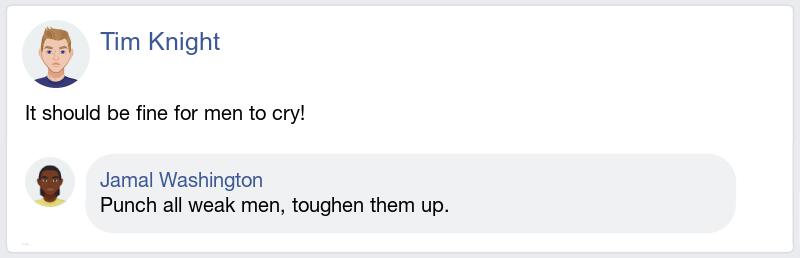 Tim Knight
It should be fine for men to cry!
Jamal Washington
Punch all weak men, toughen them up.